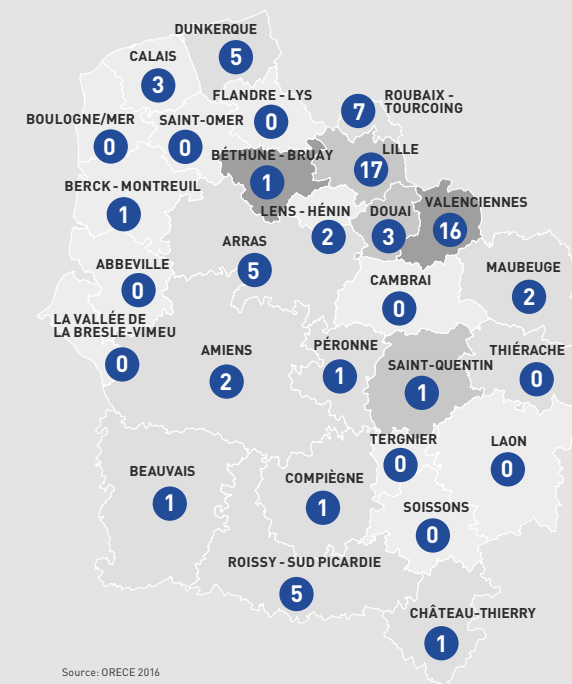 DUNKERQUE
5
CALAIS
3
FLANDRE - LYS
0
ROUBAIX -
TOURCOING
7
BOULOGNE/MER
0
SAINT-OMER
0
BÉTHUNE - BRUAY
1
LILLE
17
BERCK - MONTREUIL
1
LENS - HÉNIN
2
DOUAI
3
VALENCIENNES
16
ARRAS
5
ABBEVILLE
0
CAMBRAI
0
MAUBEUGE
2
LA VALLÉE DE
LA BRESLE-VIMEU
0
AMIENS
2
PÉRONNE
1
SAINT-QUENTIN
1
THIÉRACHE
0
TERGNIER
0
LAON
0
BEAUVAIS
1
COMPIÈGNE
1
SOISSONS
0
ROISSY - SUD PICARDIE
5
CHÂTEAU-THIERRY
1
Source: ORECE 2016